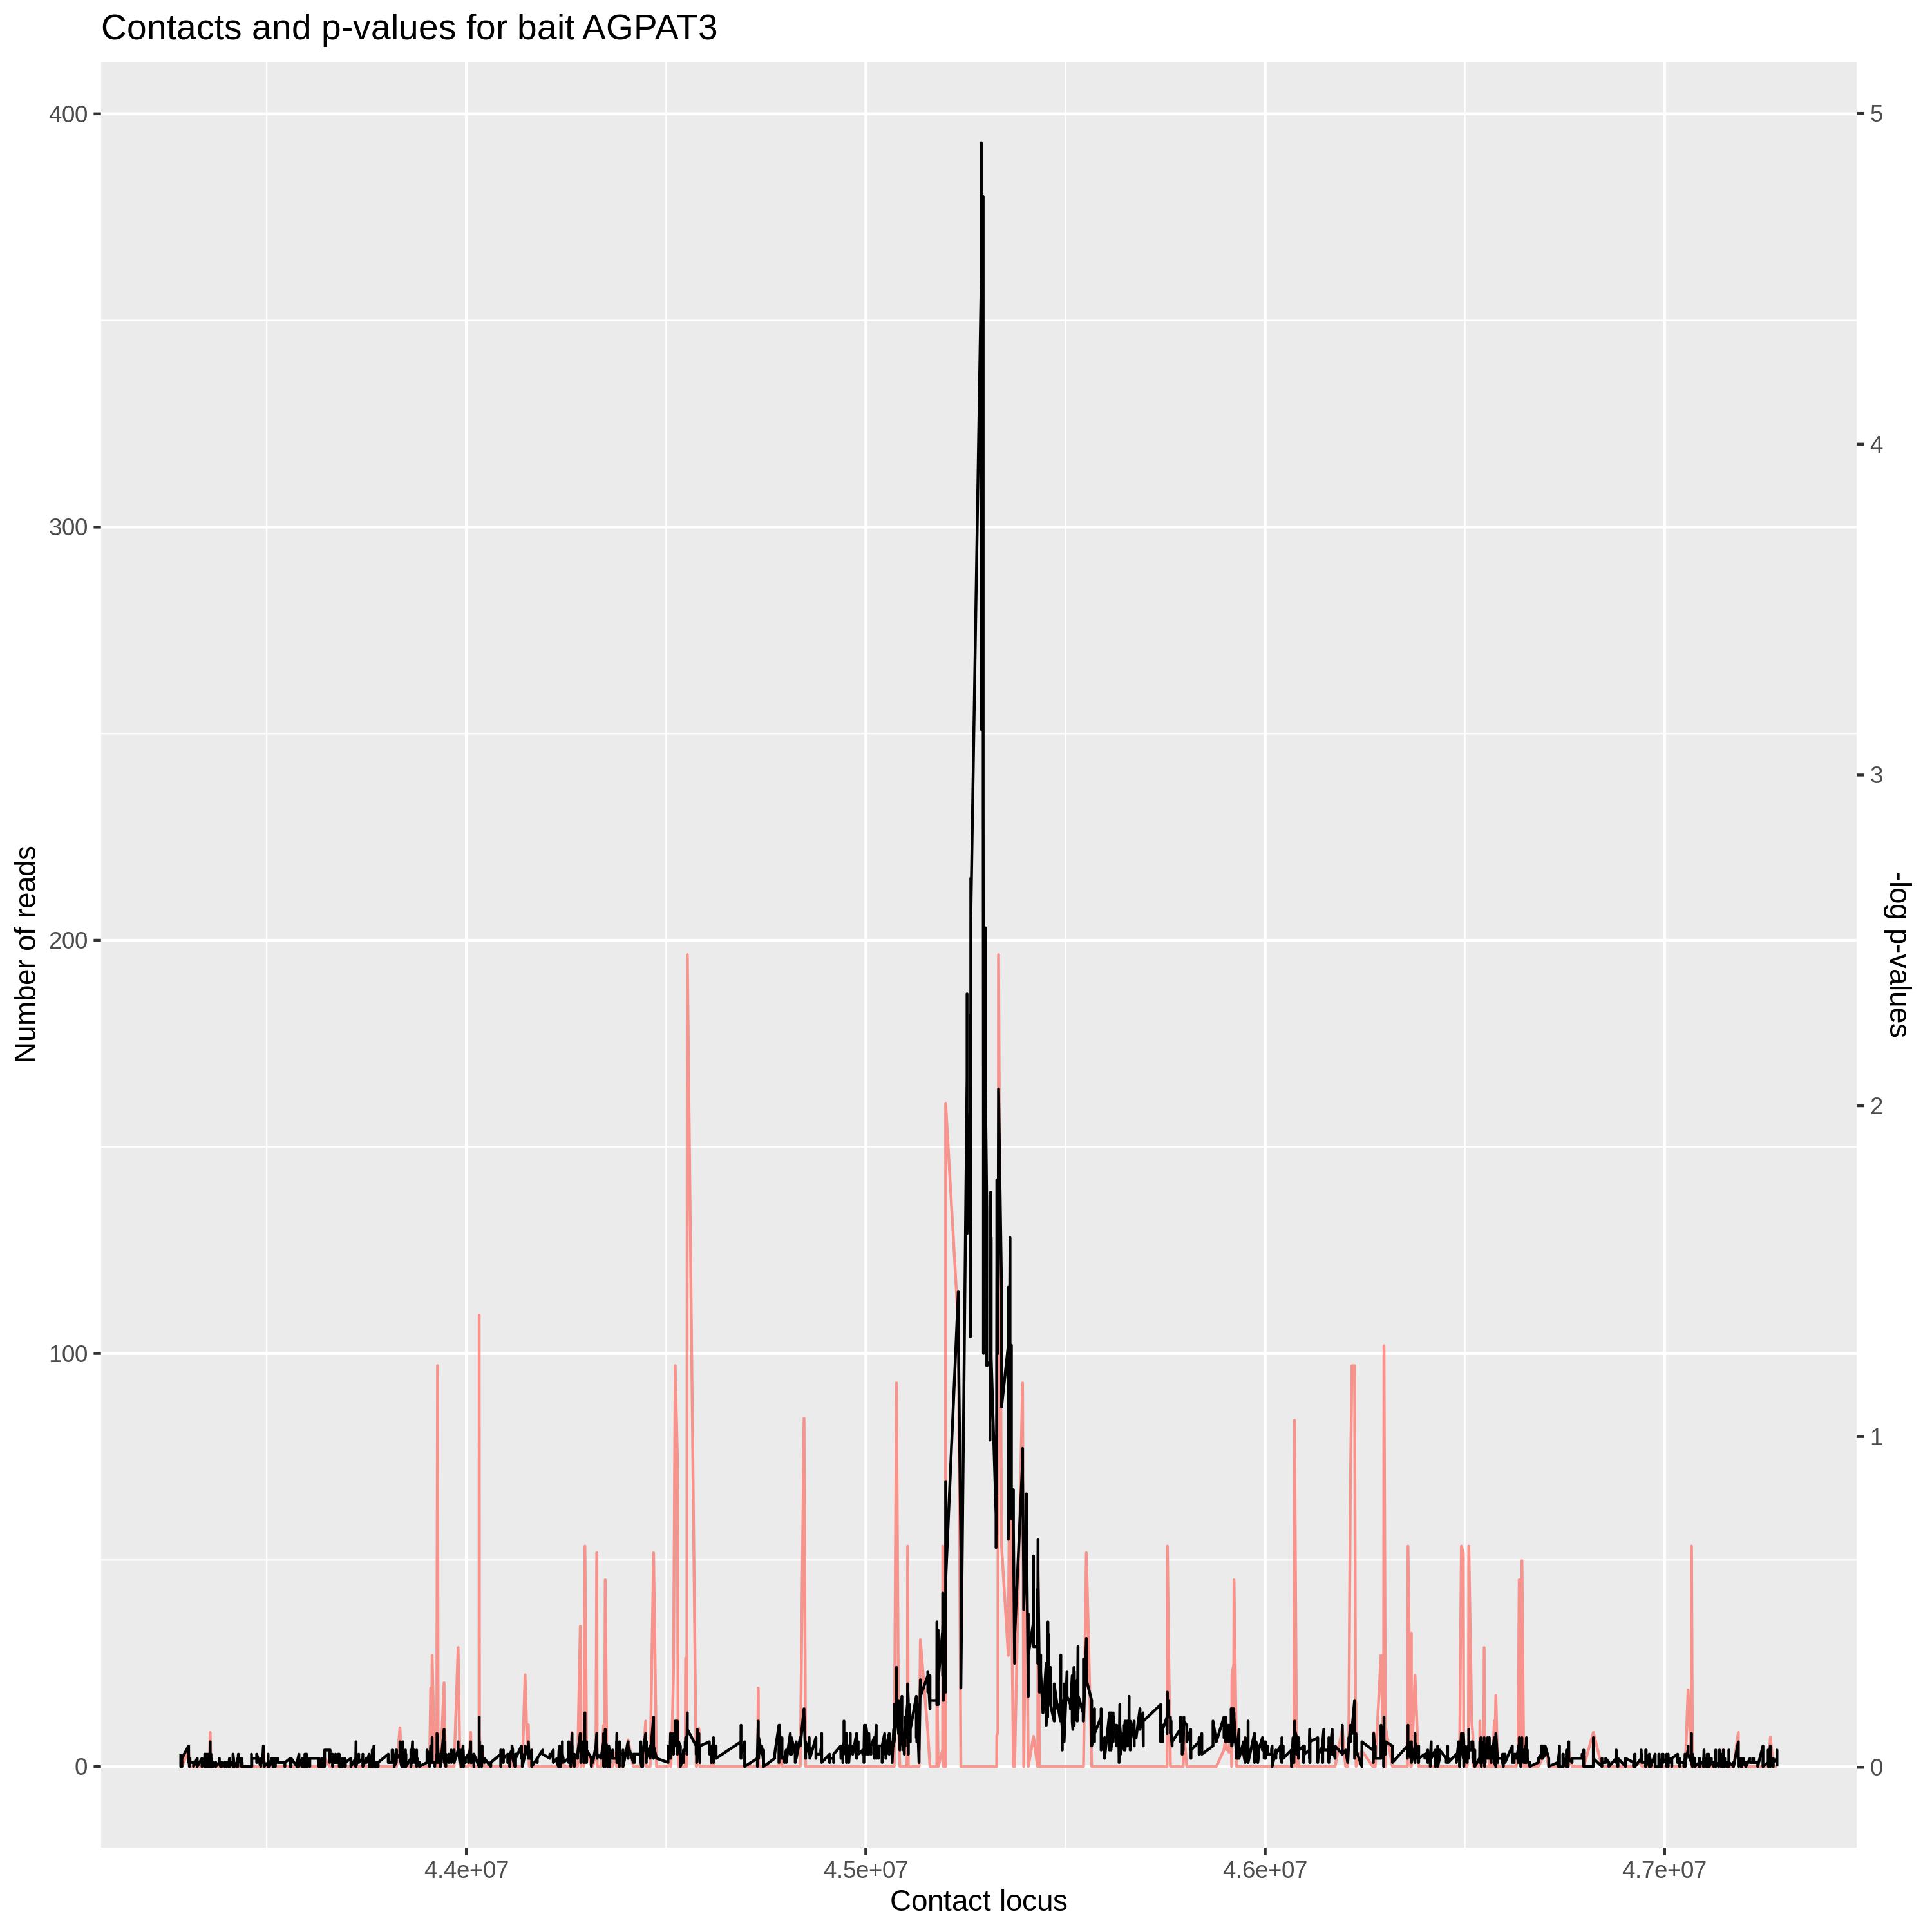 Contacts and p-values for bait AGPAT3
400
300
200
100
0
Number of reads
5
4
3
2
1
0
-log p-values
4.4e+07 4.5e+07 4.6e+07 4.7e+07
Contact locus